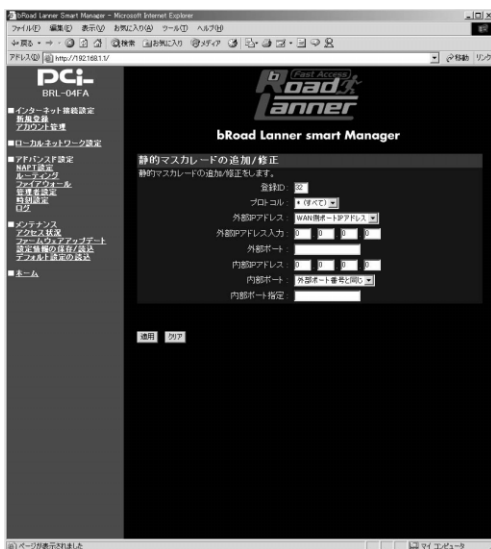 bRoad Lanner Smart Manager - Microsoft Internet Explorer
ファイル(F) 編集(E) 表示(V) お気に入り(A) ツール(T) ヘルプ(H)
戻る 検索 お気に入り メディア
アドレス(D) http://192.168.1.1/ 移動 リンク
PCi
BRL-04FA
■インターネット接続設定
新規登録
アカウント管理
■ローカルネットワーク設定
■アドバンスド設定
NAPT設定
ルーティング
ファイアウォール
管理者設定
時刻設定
ログ
■メンテナンス
アクセス状況
ファームウェアアップデート
設定情報の保存/読込
デフォルト設定の読込
■ホーム
b (Fast Access)
Road
Lanner
bRoad Lanner smart Manager
静的マスカレードの追加/修正
静的マスカレードの追加/修正をします。
登録ID: 32
プロトコル: * (すべて)
外部IPアドレス: WAN側ポートIPアドレス
外部IPアドレス入力: 0 0 0 0
外部ポート:
内部IPアドレス: 0 0 0 0
内部ポート: 外部ポート番号と同じ
内部ポート指定:
適用 クリア
ページが表示されました マイ コンピュータ